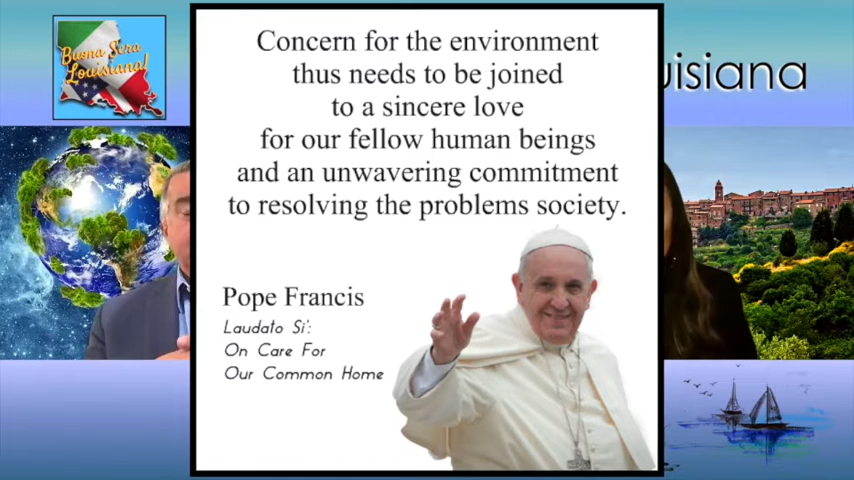 Buona Sera
Louisiana!
Concern for the environment
thus needs to be joined
to a sincere love
for our fellow human beings
and an unwavering commitment
to resolving the problems society.
Pope Francis
Laudato Si':
On Care For
Our Common Home
uisiana